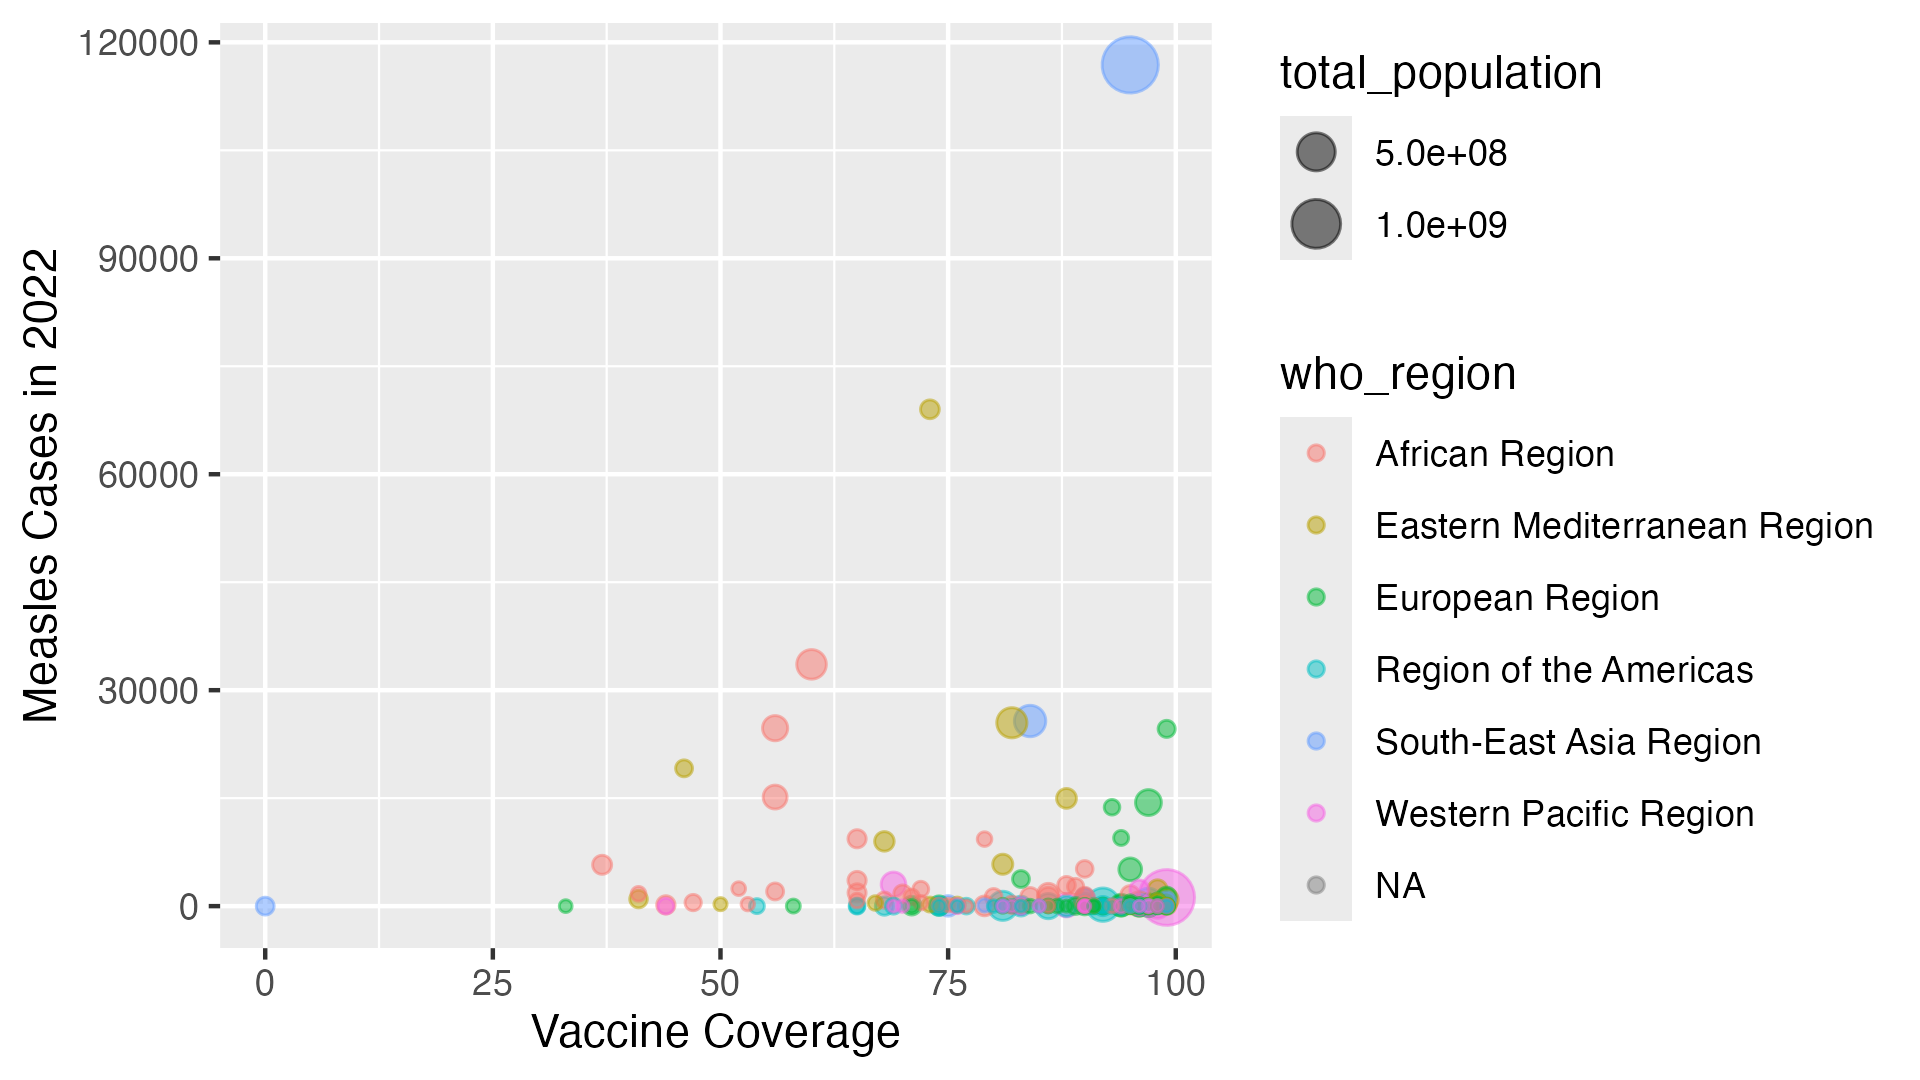 120000
90000
60000
30000
0
Measles Cases in 2022
0 25 50 75 100
Vaccine Coverage
total_population
5.0e+08
1.0e+09
who_region
African Region
Eastern Mediterranean Region
European Region
Region of the Americas
South-East Asia Region
Western Pacific Region
NA